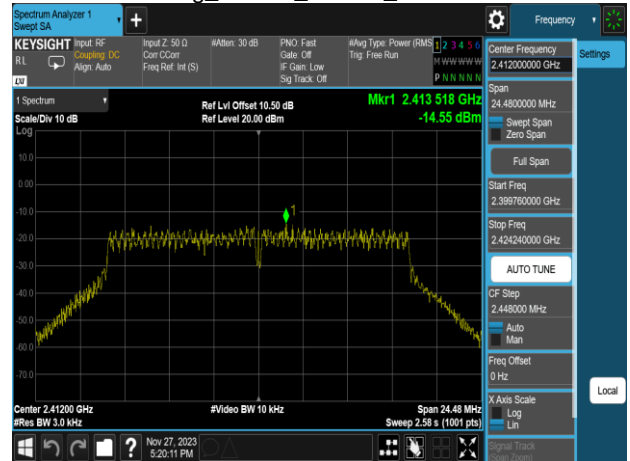 Spectrum Analyzer 1
Swept SA
+
Frequency
KEYSIGHT
Input: RF
Input Z: 50 Ω
#Atten: 30 dB
PNO: Fast
#Avg Type: Power (RMS
1 2 3 4 5 6
RL
Coupling: DC
Corr CCorr
Gate: Off
Trig: Free Run
M W W W W W
Align: Auto
Freq Ref: Int (S)
IF Gain: Low
Sig Track: Off
P N N N N N
LXI
Center Frequency
2.412000000 GHz
Settings
1 Spectrum
Ref Lvl Offset 10.50 dB
Mkr1 2.413 518 GHz
Scale/Div 10 dB
Ref Level 20.00 dBm
-14.55 dBm
Log
10.0
0.00
-10.0
-20.0
-30.0
-40.0
-50.0
-60.0
-70.0
1
Center 2.41200 GHz
#Video BW 10 kHz
Span 24.48 MHz
#Res BW 3.0 kHz
Sweep 2.58 s (1001 pts)
Span
24.4800000 MHz
Swept Span
Zero Span
Full Span
Start Freq
2.399760000 GHz
Stop Freq
2.424240000 GHz
AUTO TUNE
CF Step
2.448000 MHz
Auto
Man
Freq Offset
0 Hz
X Axis Scale
Log
Lin
Local
Signal Track
(Span Zoom)
?
Nov 27, 2023
5:20:11 PM